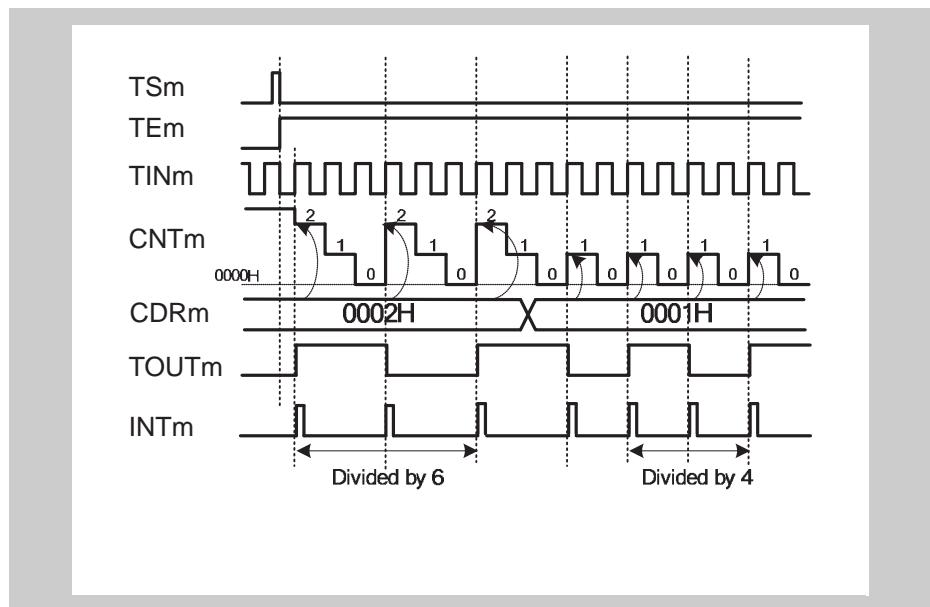 TSm
TEm
TINm
CNTm
2 2 2
1 1 1 1 1 1 1
0 0 0 0 0 0 0
0000H
CDRm
0002H 0001H
TOUTm
INTm
Divided by 6 Divided by 4